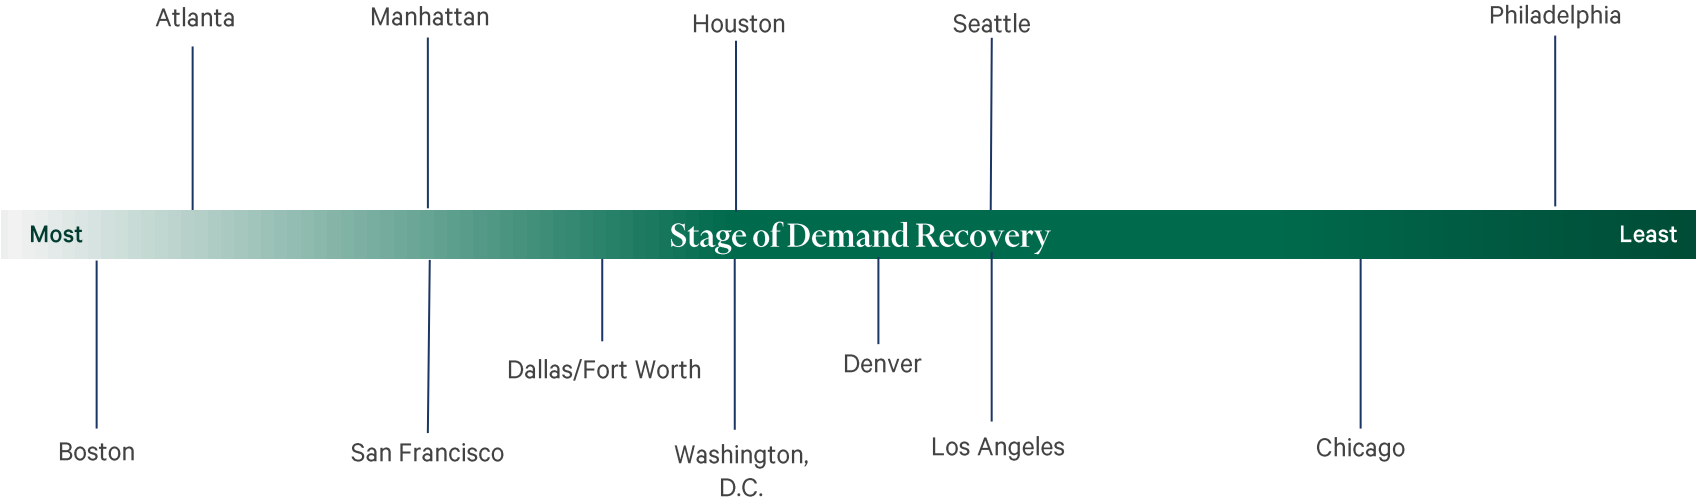 Atlanta
Manhattan
Houston
Seattle
Philadelphia
Most
Stage of Demand Recovery
Least
Boston
San Francisco
Dallas/Fort Worth
Washington,
D.C.
Denver
Los Angeles
Chicago